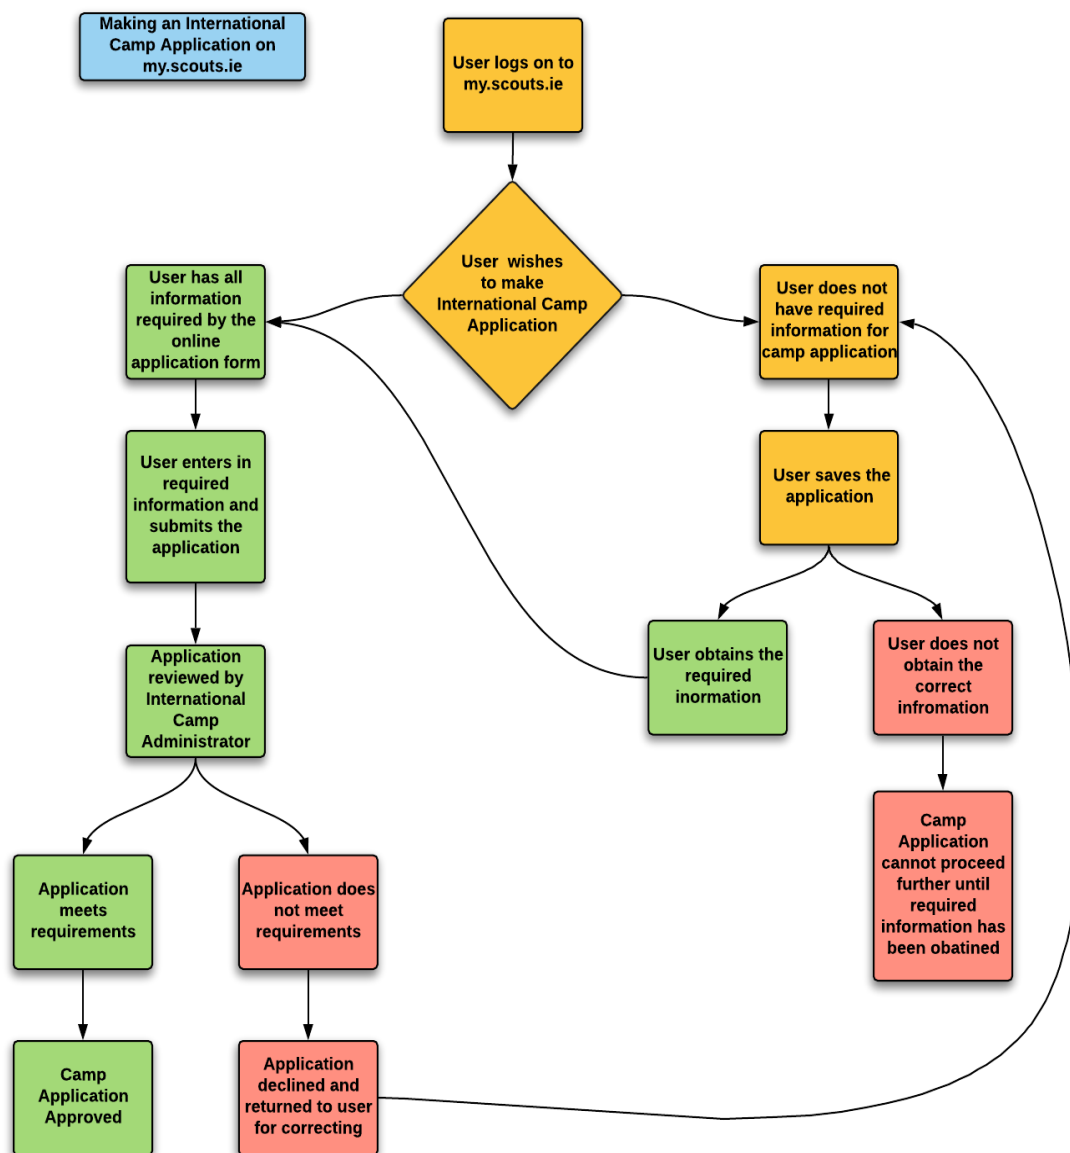 Making an International
Camp Application on
my.scouts.ie
User logs on to
my.scouts.ie
User wishes
to make
International Camp
Application
User has all
information
required by the
online
application form
User does not
have required
information for
camp application
User enters in
required
information and
submits the
application
User saves the
application
Application
reviewed by
International
Camp
Administrator
User obtains the
required
inormation
User does not
obtain the
correct
infromation
Camp
Application
cannot proceed
further until
required
information has
been obatined
Application
meets
requirements
Application does
not meet
requirements
Camp
Application
Approved
Application
declined and
returned to user
for correcting